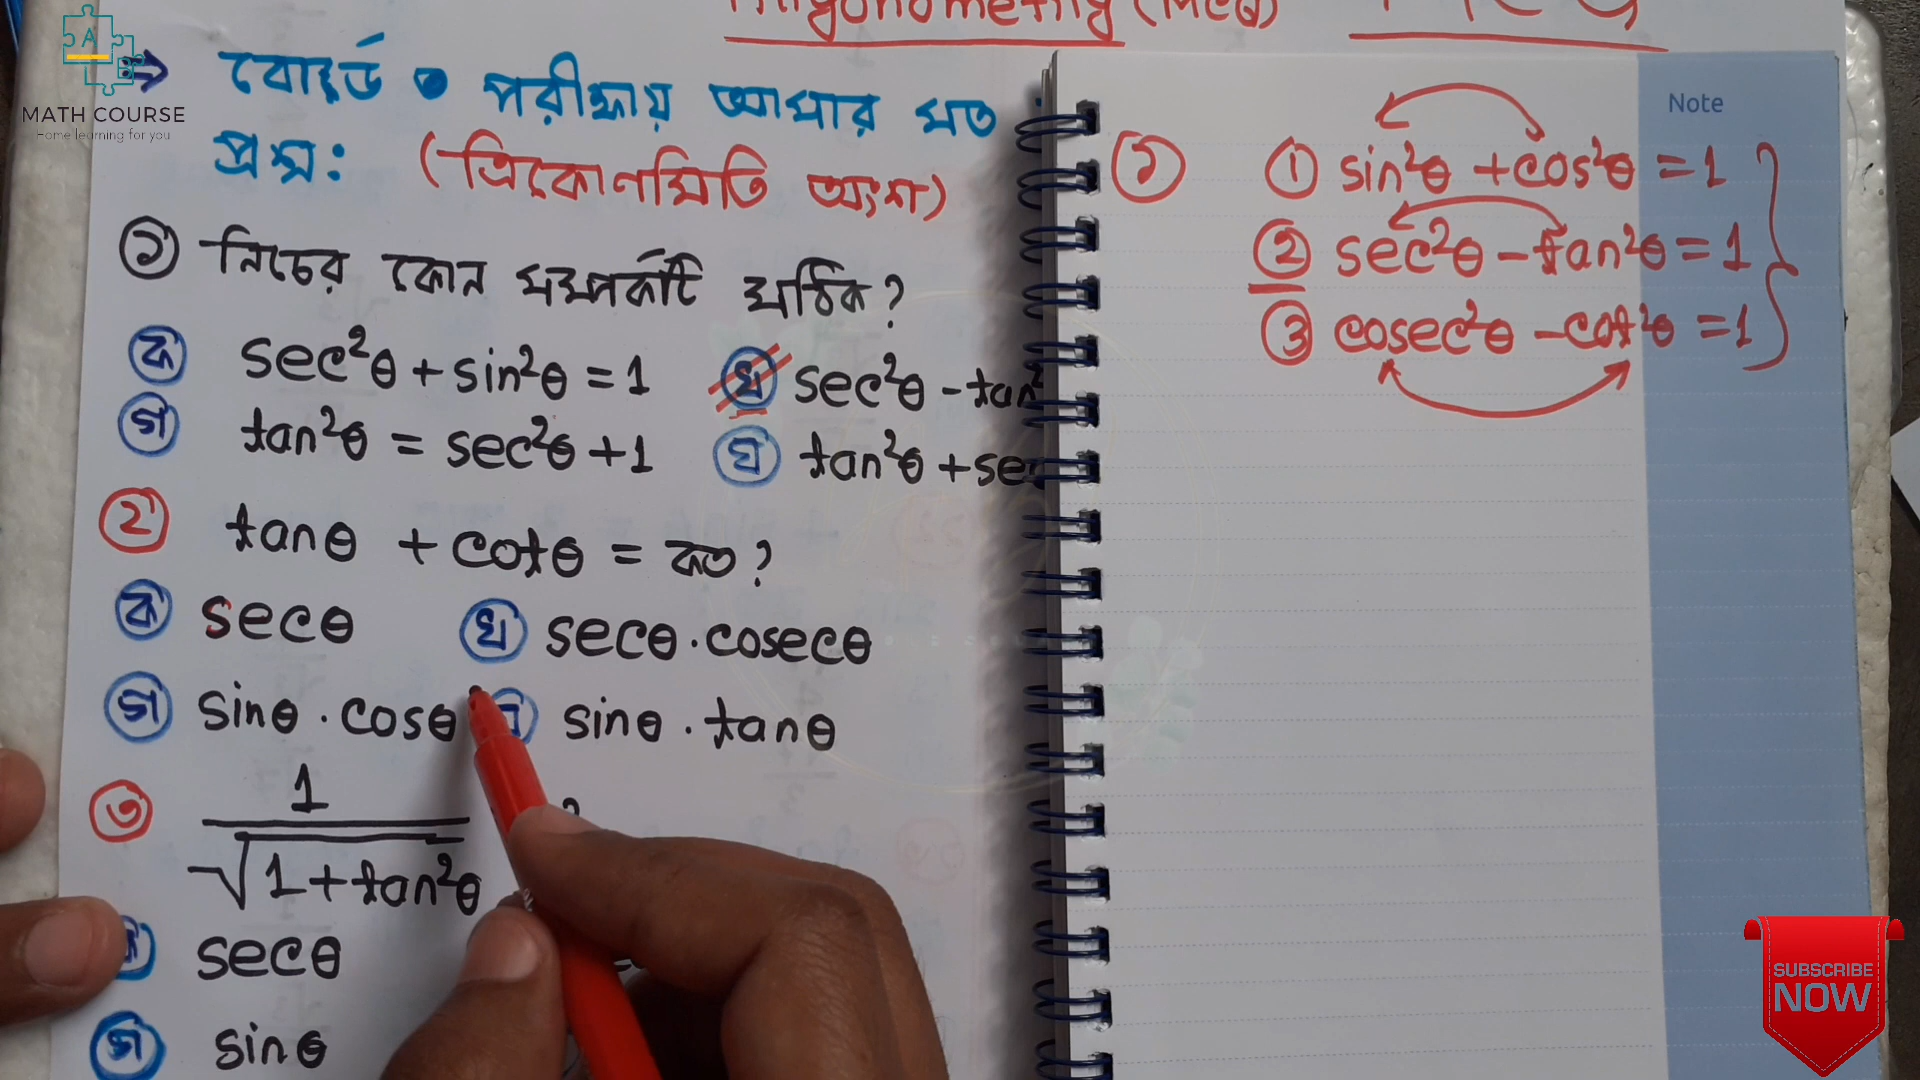 Trigonometry (MCQ)
A
B
MATH COURSE
Home learning for you
বোর্ডে পরীক্ষায় আসার মত
প্রশ্ন: (ত্রিকোণমিতি অংশ)
১ নিচের কোন সম্পর্কটি সঠিক?
ক sec²θ + sin²θ = 1 খ sec²θ - tan²
গ tan²θ = sec²θ + 1 ঘ tan²θ + se
২ tanθ + cotθ = কত?
ক secθ খ secθ · cosecθ
গ sinθ · cosθ sinθ · tanθ
৩ 1/√1 + tan²θ ?
ক secθ
গ sinθ
Note
১ ① sin²θ + cos²θ = 1
② sec²θ - tan²θ = 1
③ cosec²θ - cot²θ = 1
SUBSCRIBE
NOW